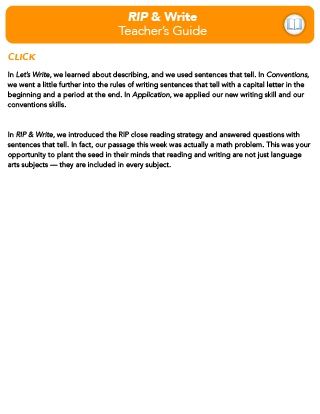 RIP & Write
Teacher's Guide
CLICK
In Let's Write, we learned about describing, and we used sentences that tell. In Conventions,
we went a little further into the rules of writing sentences that tell with a capital letter in the
beginning and a period at the end. In Application, we applied our new writing skill and our
conventions skills.
In RIP & Write, we introduced the RIP close reading strategy and answered questions with
sentences that tell. In fact, our passage this week was actually a math problem. This was your
opportunity to plant the seed in their minds that reading and writing are not just language
arts subjects — they are included in every subject.